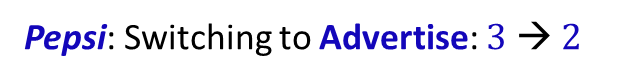 Pepsi: Switching to Advertise: 3 → 2